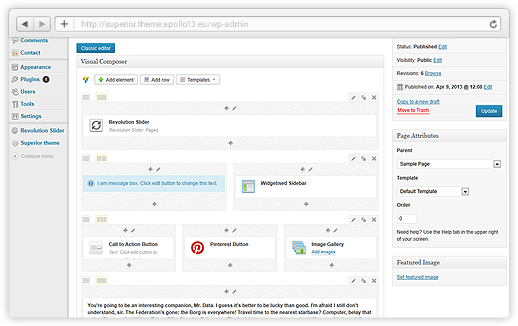 http://superior.theme.apollo13.eu/wp-admin
Comments
Contact
Appearance
Plugins 1
Users
Tools
Settings
Revolution Slider
Superior theme
Collapse menu
Classic editor
Visual Composer
Add element
Add row
Templates
Revolution Slider
Revolution Slider: Pages
I am message box. Click edit button to change this text.
Widgetised Sidebar
Call to Action Button
Text: Click edit button to
Pinterest Button
Image Gallery
Add images
You're going to be an interesting companion, Mr. Data. I guess it's better to be lucky than good. I'm afraid I still don't
understand, sir. The Federation's gone; the Borg is everywhere! Travel time to the nearest starbase? Computer, belay that
Status: Published Edit
Visibility: Public Edit
Revisions: 6 Browse
Published on: Apr 9, 2013 @ 12:08 Edit
Copy to a new draft
Move to Trash
Update
Page Attributes
Parent
Sample Page
Template
Default Template
Order
0
Need help? Use the Help tab in the upper right
of your screen.
Featured Image
Set featured image